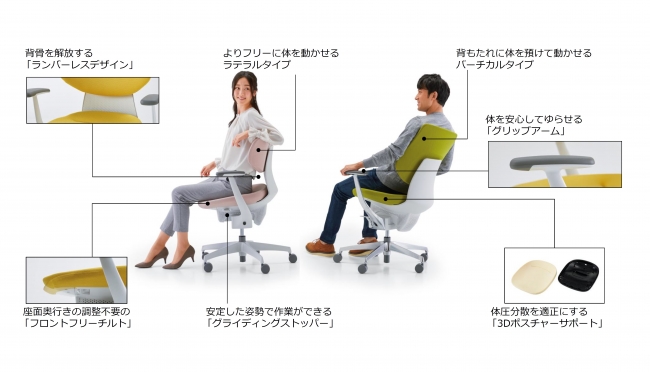 背骨を解放する
「ランバーレスデザイン」
よりフリーに体を動かせる
ラテラルタイプ
背もたれに体を預けて動かせる
バーチカルタイプ
体を安心してゆらせる
「グリップアーム」
座面奥行きの調整不要の
「フロントフリーチルト」
安定した姿勢で作業ができる
「グライディングストッパー」
体圧分散を適正にする
「3Dポスチャーサポート」